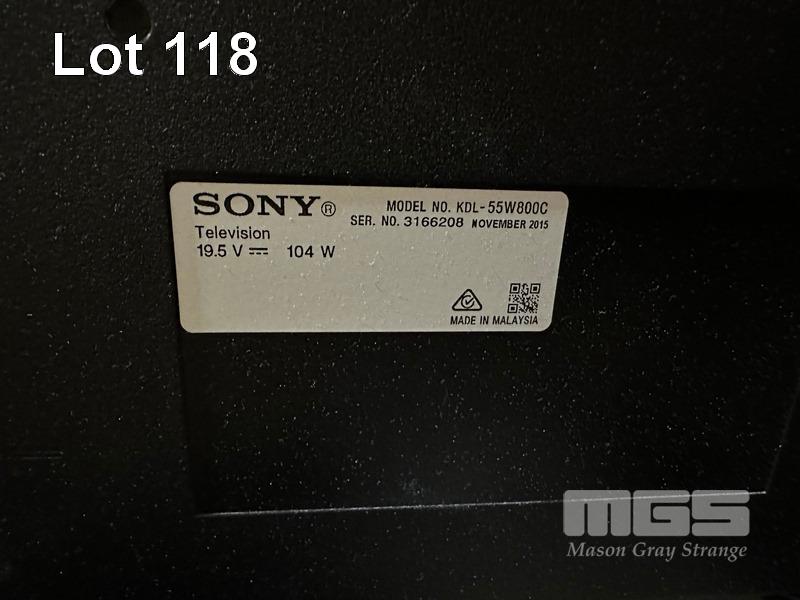 Lot 118
SONY® MODEL NO. KDL-55W800C
SER. NO. 3166208 NOVEMBER 2015
Television
19.5 V ⎓ 104 W
MADE IN MALAYSIA
MGS
Mason Gray Strange